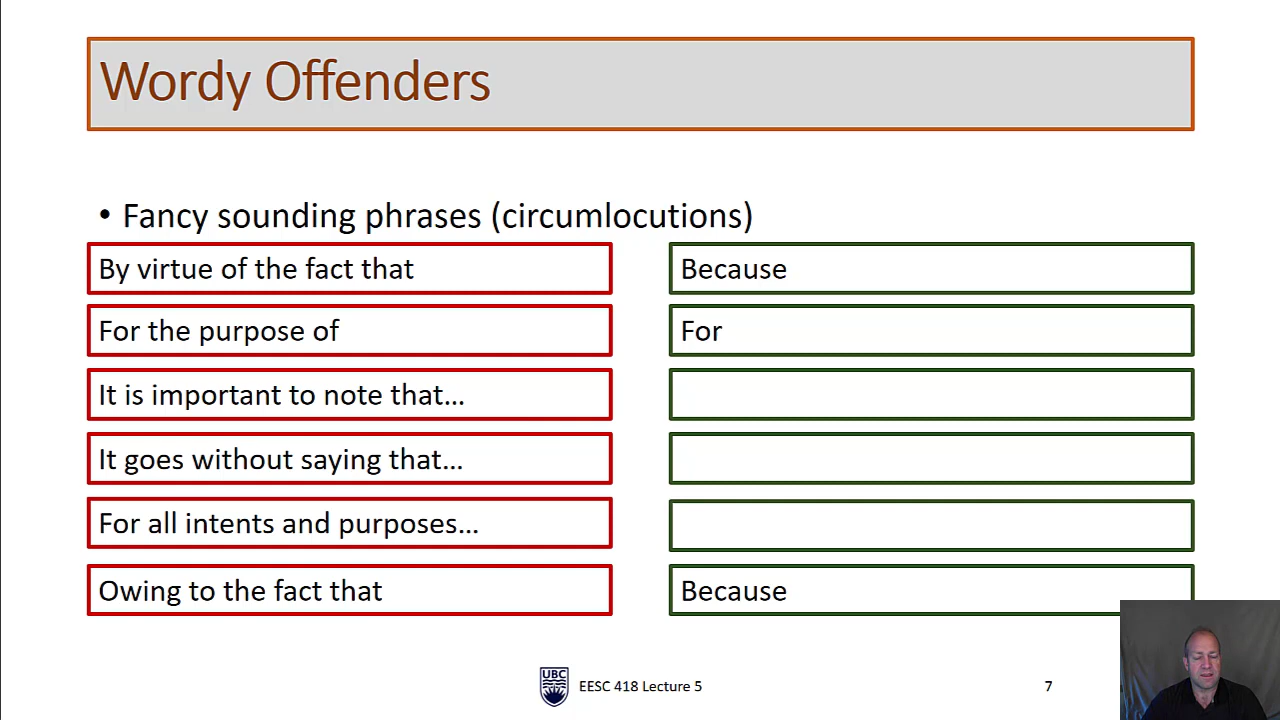 Wordy Offenders
• Fancy sounding phrases (circumlocutions)
By virtue of the fact that
Because
For the purpose of
For
It is important to note that...
It goes without saying that...
For all intents and purposes...
Owing to the fact that
Because
UBC
EESC 418 Lecture 5
7